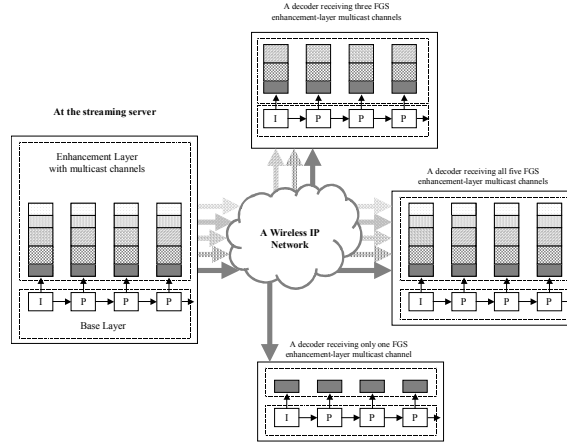 A decoder receiving three FGS
enhancement-layer multicast channels
I P P P
At the streaming server
Enhancement Layer
with multicast channels
I P P P
Base Layer
A Wireless IP
Network
A decoder receiving all five FGS
enhancement-layer multicast channels
I P P P
A decoder receiving only one FGS
enhancement-layer multicast channel
I P P P